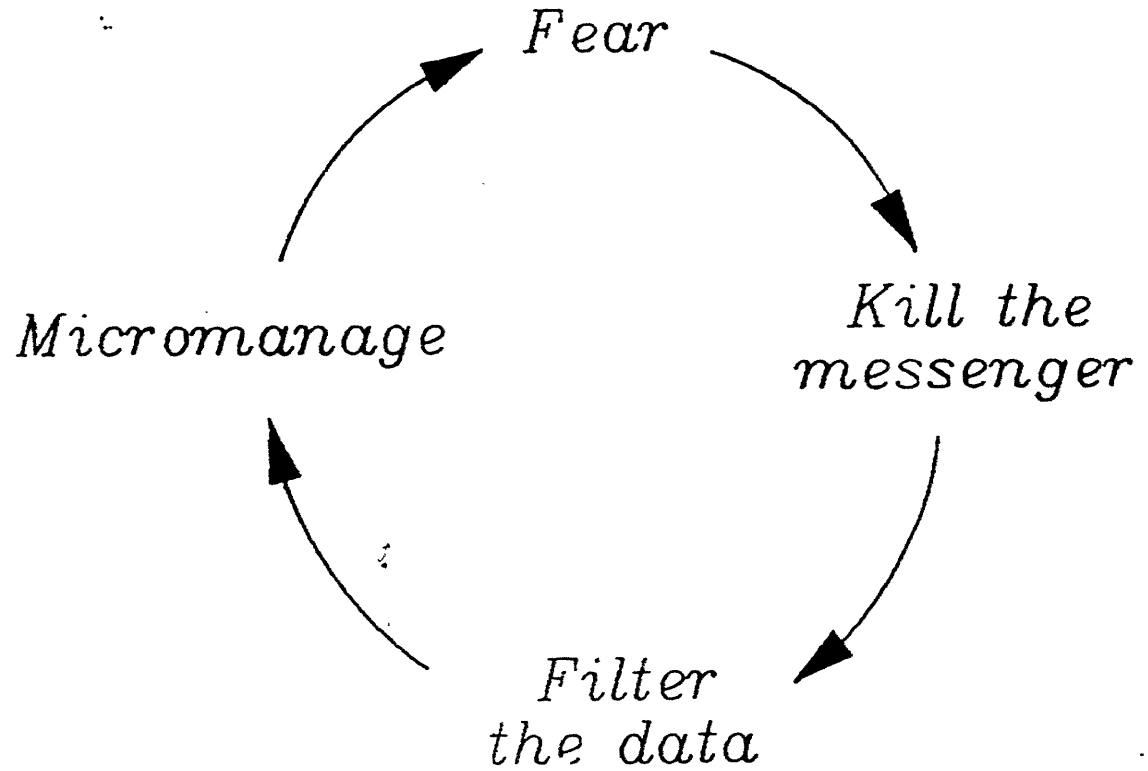 Fear
Kill the
messenger
Filter
the data
Micromanage